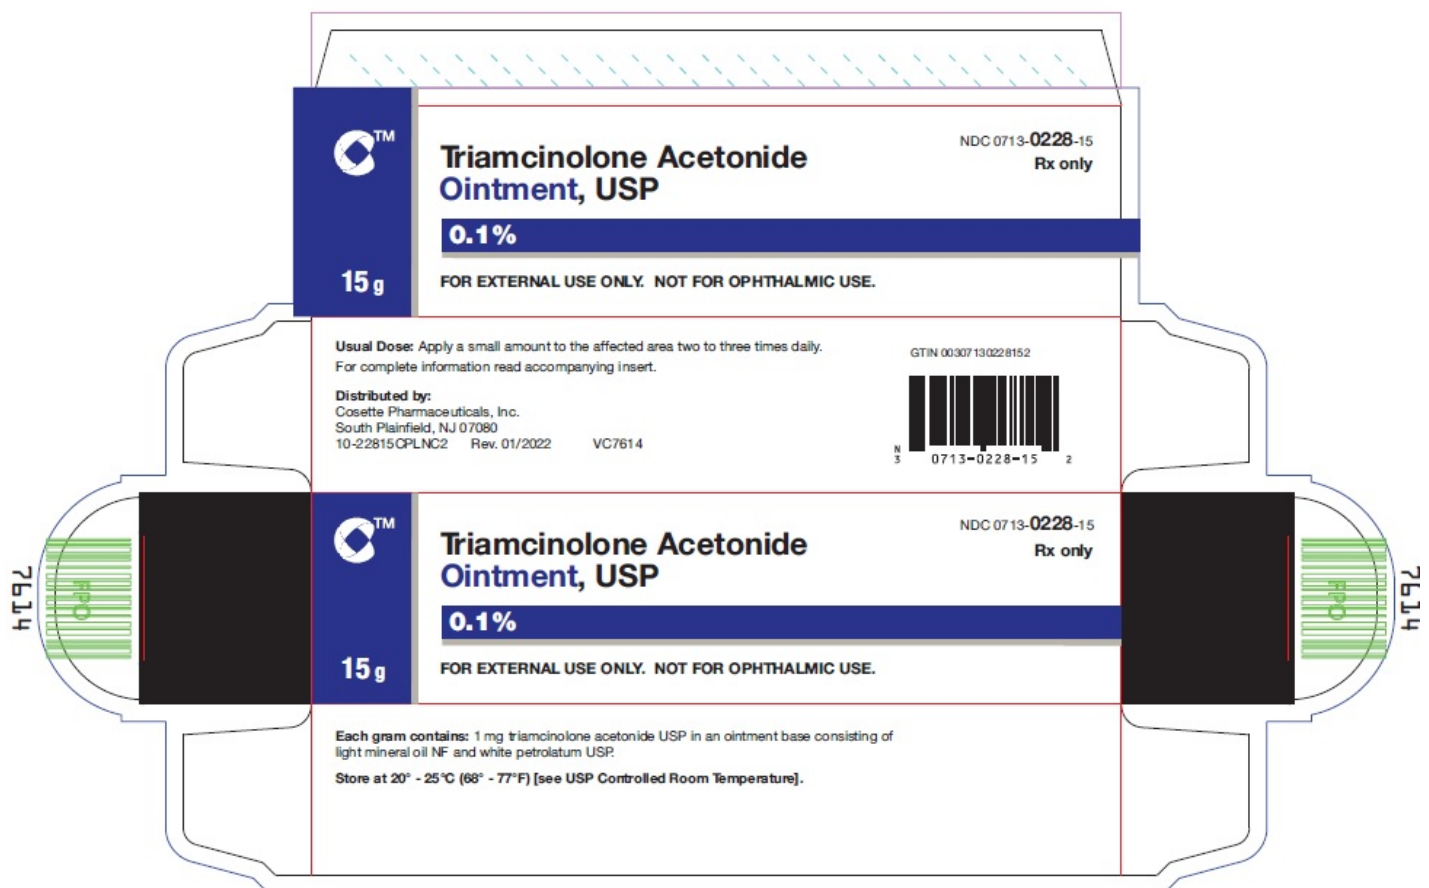 TM
Triamcinolone Acetonide
Ointment, USP
NDC 0713-0228-15
Rx only
0.1%
15 g
FOR EXTERNAL USE ONLY.  NOT FOR OPHTHALMIC USE.
Usual Dose: Apply a small amount to the affected area two to three times daily.
For complete information read accompanying insert.
Distributed by:
Cosette Pharmaceuticals, Inc.
South Plainfield, NJ 07080
10-22815CPLNC2 Rev. 01/2022 VC7614
GTIN 00307130228152
N
3 0713-0228-15 2
TM
Triamcinolone Acetonide
Ointment, USP
NDC 0713-0228-15
Rx only
0.1%
15 g
FOR EXTERNAL USE ONLY.  NOT FOR OPHTHALMIC USE.
7614
FPO
FPO
7614
Each gram contains: 1 mg triamcinolone acetonide USP in an ointment base consisting of
light mineral oil NF and white petrolatum USP.
Store at 20° - 25°C (68° - 77°F) [see USP Controlled Room Temperature].